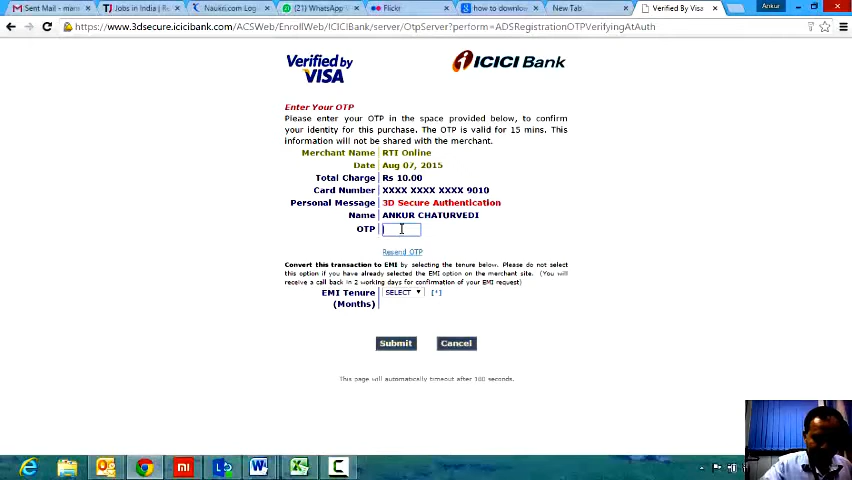 Sent Mail - man
Jobs in India | R
Naukri.com Log
(21) WhatsApp
Flickr
how to downlo
New Tab
Verified By Visa
Ankur
https://www.3dsecure.icicibank.com/ACSWeb/EnrollWeb/ICICIBank/server/OtpServer?perform=ADSRegistrationOTPVerifyingAtAuth
Verified by
VISA
ICICI Bank
Enter Your OTP
Please enter your OTP in the space provided below, to confirm
your identity for this purchase. The OTP is valid for 15 mins. This
information will not be shared with the merchant.
Merchant Name RTI Online
Date Aug 07, 2015
Total Charge Rs 10.00
Card Number XXXX XXXX XXXX 9010
Personal Message 3D Secure Authentication
Name ANKUR CHATURVEDI
OTP
Resend OTP
Convert this transaction to EMI by selecting the tenure below. Please do not select
this option if you have already selected the EMI option on the merchant site. (You will
receive a call back in 2 working days for confirmation of your EMI request)
EMI Tenure SELECT [*]
(Months)
Submit Cancel
This page will automatically timeout after 180 seconds.